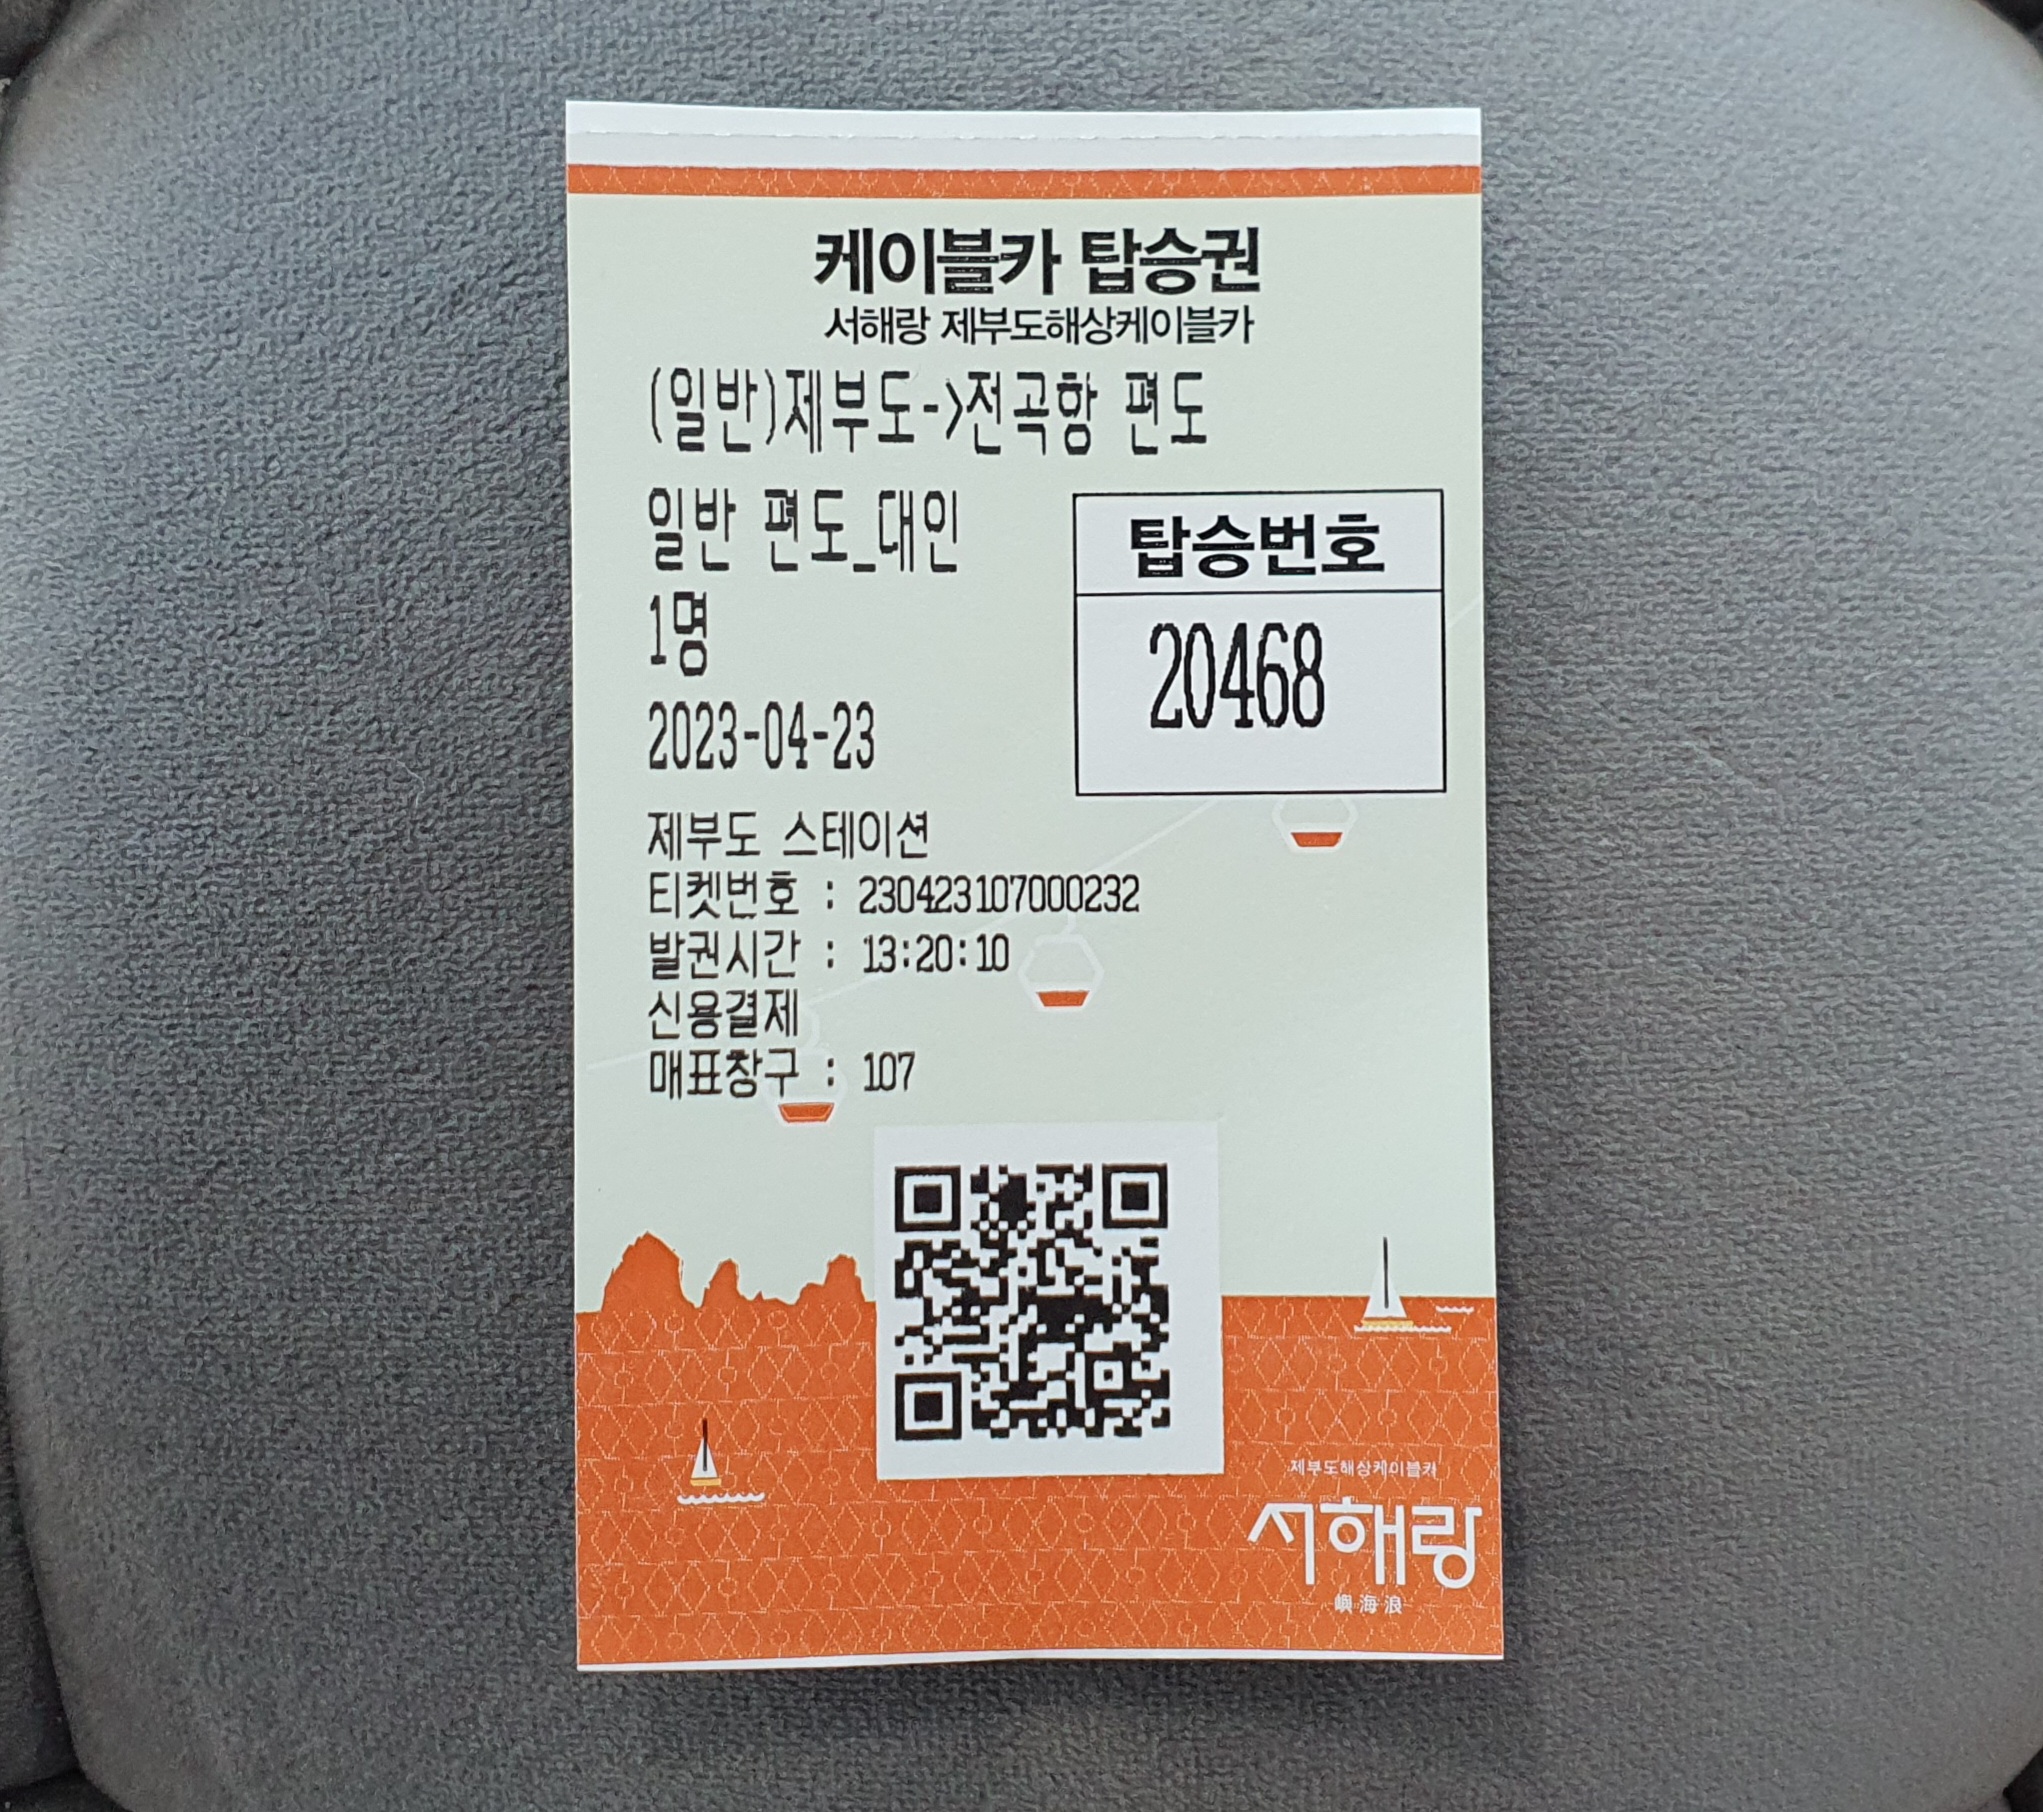 케이블카 탑승권
서해랑 제부도해상케이블카
(일반)제부도->전곡항 편도
일반 편도_대인
1명
2023-04-23
탑승번호
20468
제부도 스테이션
티켓번호 : 230423107000232
발권시간 : 13:20:10
신용결제
매표창구 : 107
제부도해상케이블카
서해랑
嶼海浪